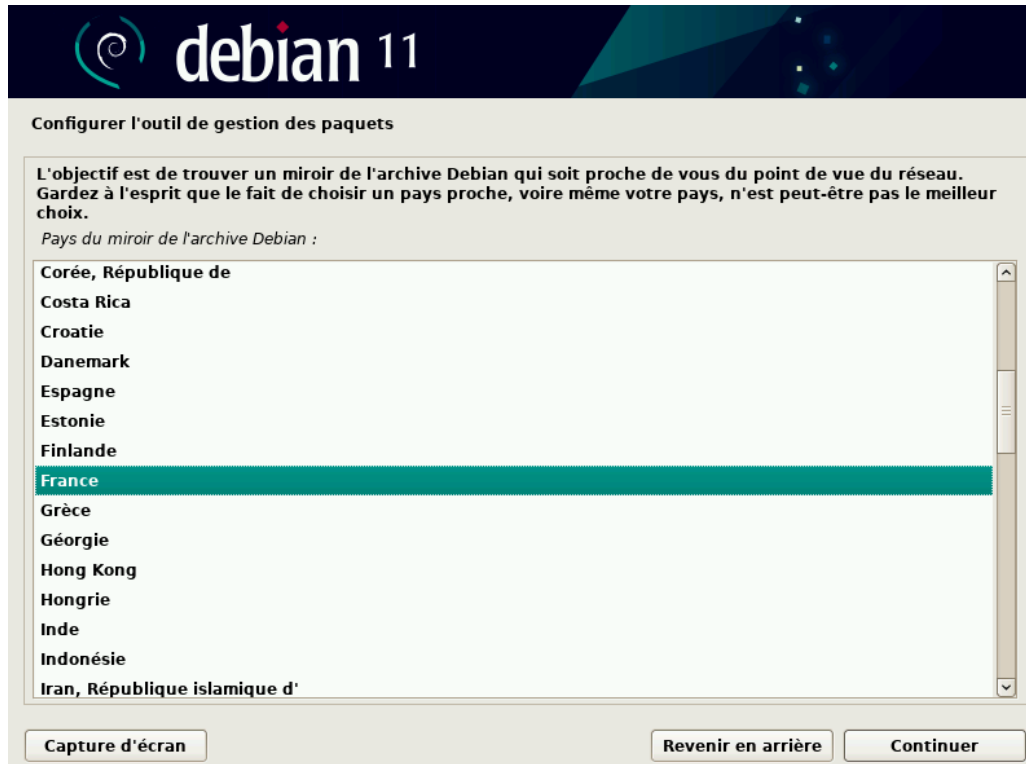 debian 11
Configurer l'outil de gestion des paquets
L'objectif est de trouver un miroir de l'archive Debian qui soit proche de vous du point de vue du réseau.
Gardez à l'esprit que le fait de choisir un pays proche, voire même votre pays, n'est peut-être pas le meilleur
choix.
Pays du miroir de l'archive Debian :
Corée, République de
Costa Rica
Croatie
Danemark
Espagne
Estonie
Finlande
France
Grèce
Géorgie
Hong Kong
Hongrie
Inde
Indonésie
Iran, République islamique d'
Capture d'écran Revenir en arrière Continuer